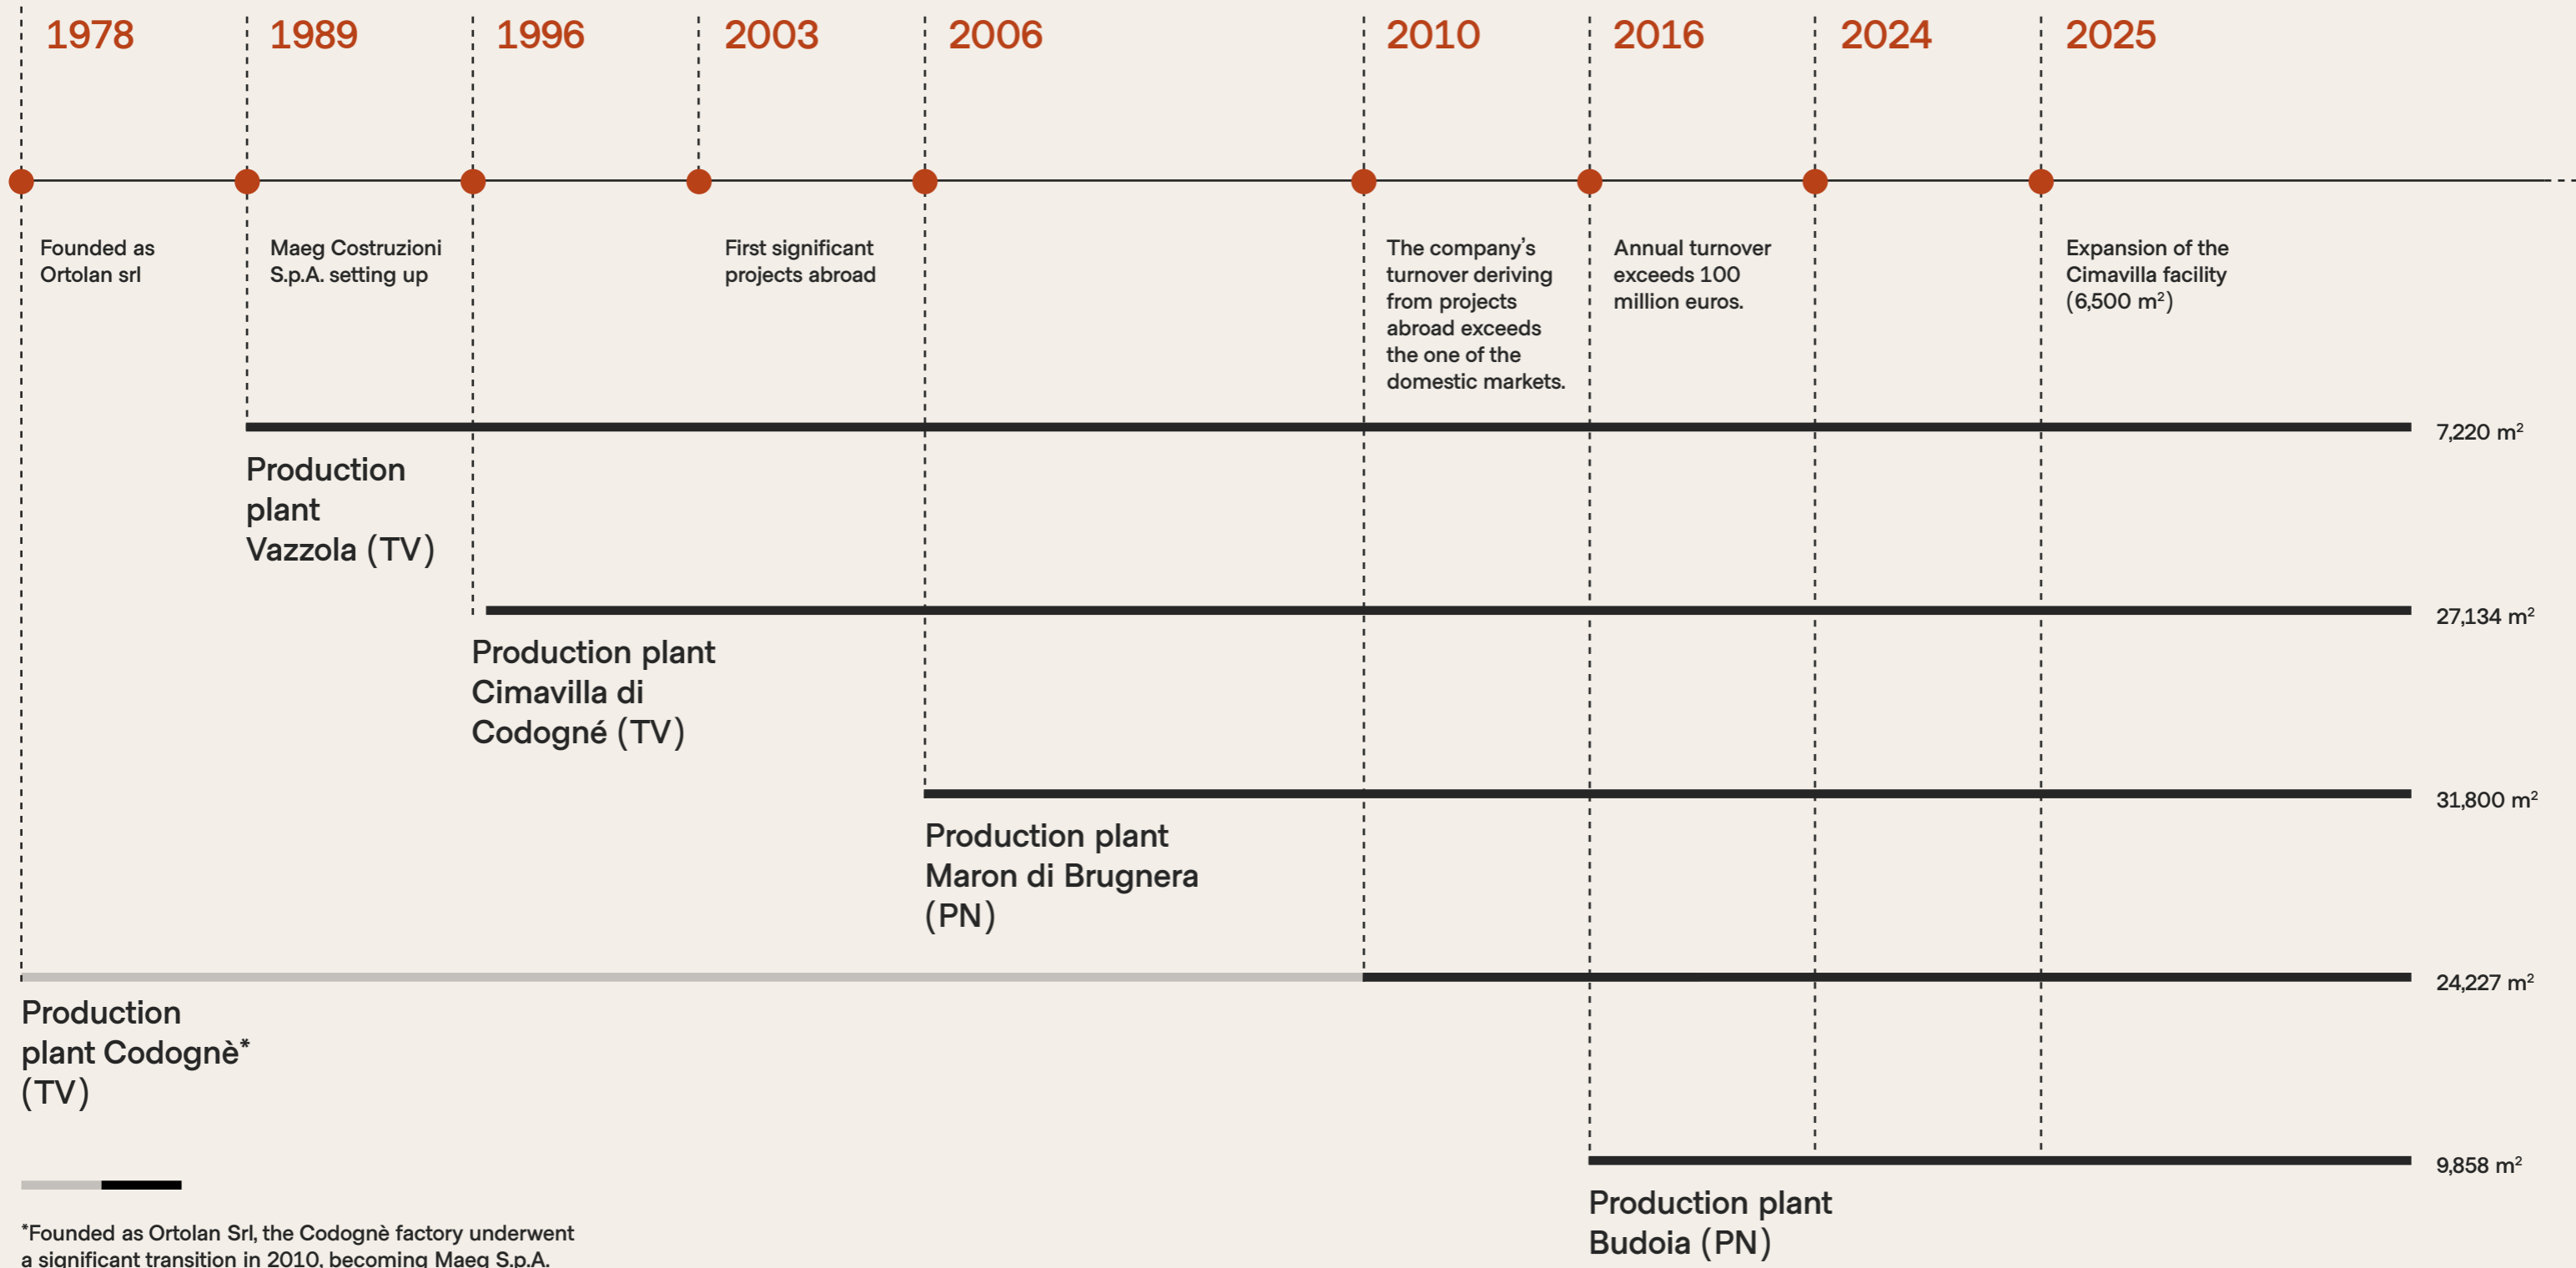 1978
1989
1996
2003
2006
2010
2016
2024
2025
Founded as
Ortolan srl
Maeg Costruzioni
S.p.A. setting up
First significant
projects abroad
The company’s
turnover deriving
from projects
abroad exceeds
the one of the
domestic markets.
Annual turnover
exceeds 100
million euros.
Expansion of the
Cimavilla facility
(6,500 m²)
7,220 m²
Production
plant
Vazzola (TV)
27,134 m²
Production plant
Cimavilla di
Codogné (TV)
31,800 m²
Production plant
Maron di Brugnera
(PN)
24,227 m²
Production
plant Codognè*
(TV)
9,858 m²
Production plant
Budoia (PN)
*Founded as Ortolan Srl, the Codognè factory underwent
a significant transition in 2010, becoming Maeg S.p.A.